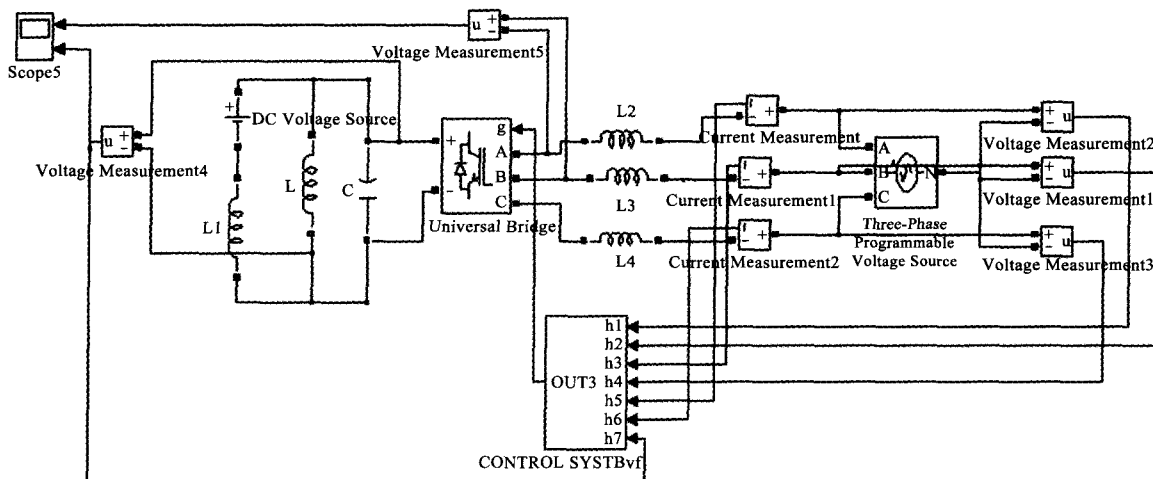 Scope5
u
+
−
Voltage Measurement5
u
+
−
Voltage Measurement4
+
DC Voltage Source
L1
L
C
+
−
g
A
B
C
Universal Bridge
L2
L3
L4
+
−
Current Measurement
+
−
Current Measurement1
+
−
Current Measurement2
A
B
C
N
Three-Phase
Programmable
Voltage Source
+
−
u
Voltage Measurement2
+
−
u
Voltage Measurement1
+
−
u
Voltage Measurement3
OUT3
h1
h2
h3
h4
h5
h6
h7
CONTROL SYSTBvf